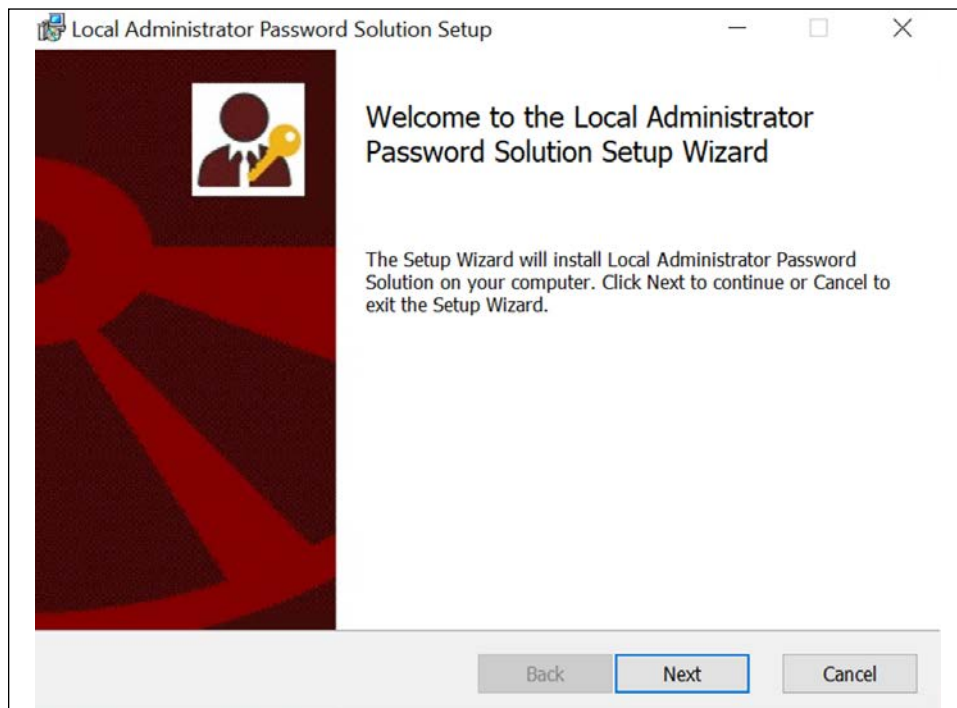 Local Administrator Password Solution Setup
Welcome to the Local Administrator
Password Solution Setup Wizard
The Setup Wizard will install Local Administrator Password
Solution on your computer. Click Next to continue or Cancel to
exit the Setup Wizard.
Back Next Cancel